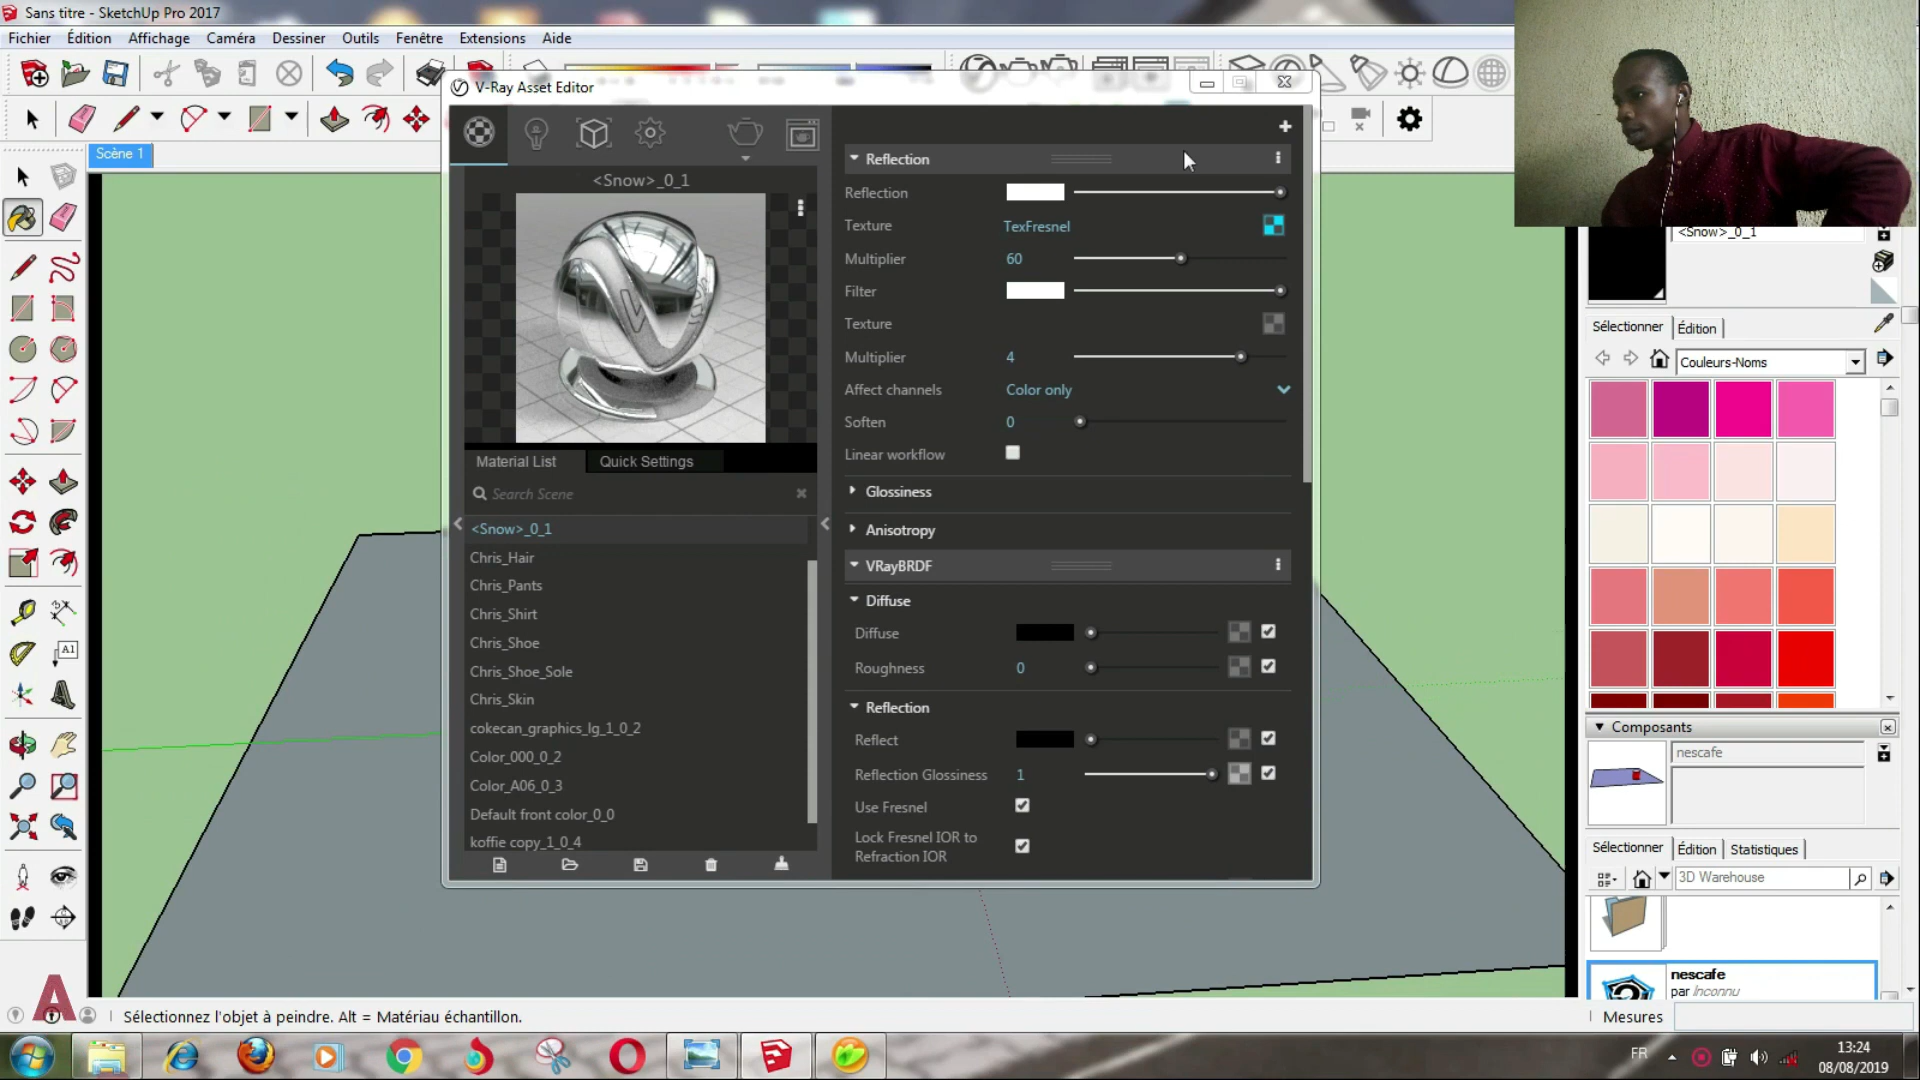 Sans titre - SketchUp Pro 2017
Fichier Édition Affichage Caméra Dessiner Outils Fenêtre Extensions Aide
V-Ray Asset Editor
Scène 1
<Snow>_0_1
Material List Quick Settings
Search Scene
<Snow>_0_1
Chris_Hair
Chris_Pants
Chris_Shirt
Chris_Shoe
Chris_Shoe_Sole
Chris_Skin
cokecan_graphics_lg_1_0_2
Color_000_0_2
Color_A06_0_3
Default front color_0_0
koffie copy_1_0_4
Reflection
Reflection
Texture TexFresnel
Multiplier 60
Filter
Texture
Multiplier 4
Affect channels Color only
Soften 0
Linear workflow
Glossiness
Anisotropy
VRayBRDF
Diffuse
Diffuse
Roughness 0
Reflection
Reflect
Reflection Glossiness 1
Use Fresnel
Lock Fresnel IOR to
Refraction IOR
<Snow>_0_1
Sélectionner Édition
Couleurs-Noms
Composants
nescafe
Sélectionner Édition Statistiques
3D Warehouse
nescafe
par Inconnu
A
Sélectionnez l'objet à peindre. Alt = Matériau échantillon.
Mesures
FR
13:24
08/08/2019